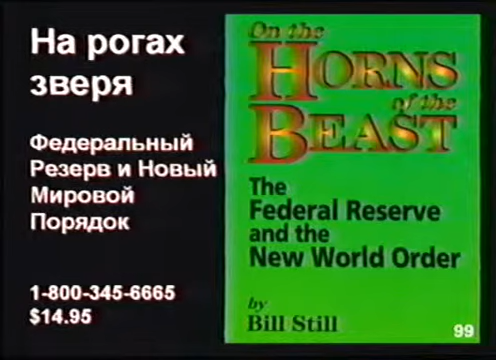 На рогах
зверя
Федеральный
Резерв и Новый
Мировой
Порядок
1-800-345-6665
$14.95
On the
HORNS
of the
BEAST
The
Federal Reserve
and the
New World Order
by
Bill Still
99